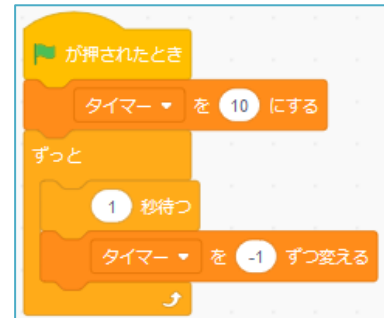 が押されたとき
タイマー を 10 にする
ずっと
1 秒待つ
タイマー を -1 ずつ変える